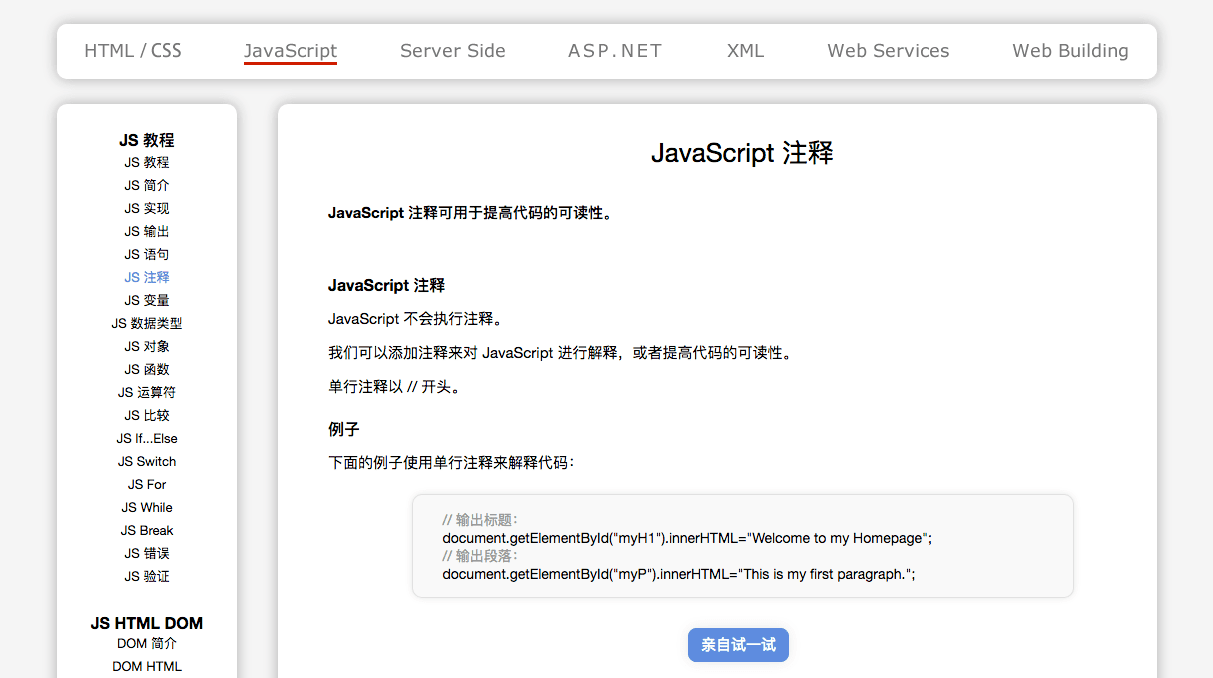 HTML / CSS JavaScript Server Side ASP.NET XML Web Services Web Building
JS 教程
JS 教程
JS 简介
JS 实现
JS 输出
JS 语句
JS 注释
JS 变量
JS 数据类型
JS 对象
JS 函数
JS 运算符
JS 比较
JS If...Else
JS Switch
JS For
JS While
JS Break
JS 错误
JS 验证
JS HTML DOM
DOM 简介
DOM HTML
JavaScript 注释
JavaScript 注释可用于提高代码的可读性。
JavaScript 注释
JavaScript 不会执行注释。
我们可以添加注释来对 JavaScript 进行解释，或者提高代码的可读性。
单行注释以 // 开头。
例子
下面的例子使用单行注释来解释代码：
// 输出标题：
document.getElementById("myH1").innerHTML="Welcome to my Homepage";
// 输出段落：
document.getElementById("myP").innerHTML="This is my first paragraph.";
亲自试一试